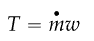 T = ṁw